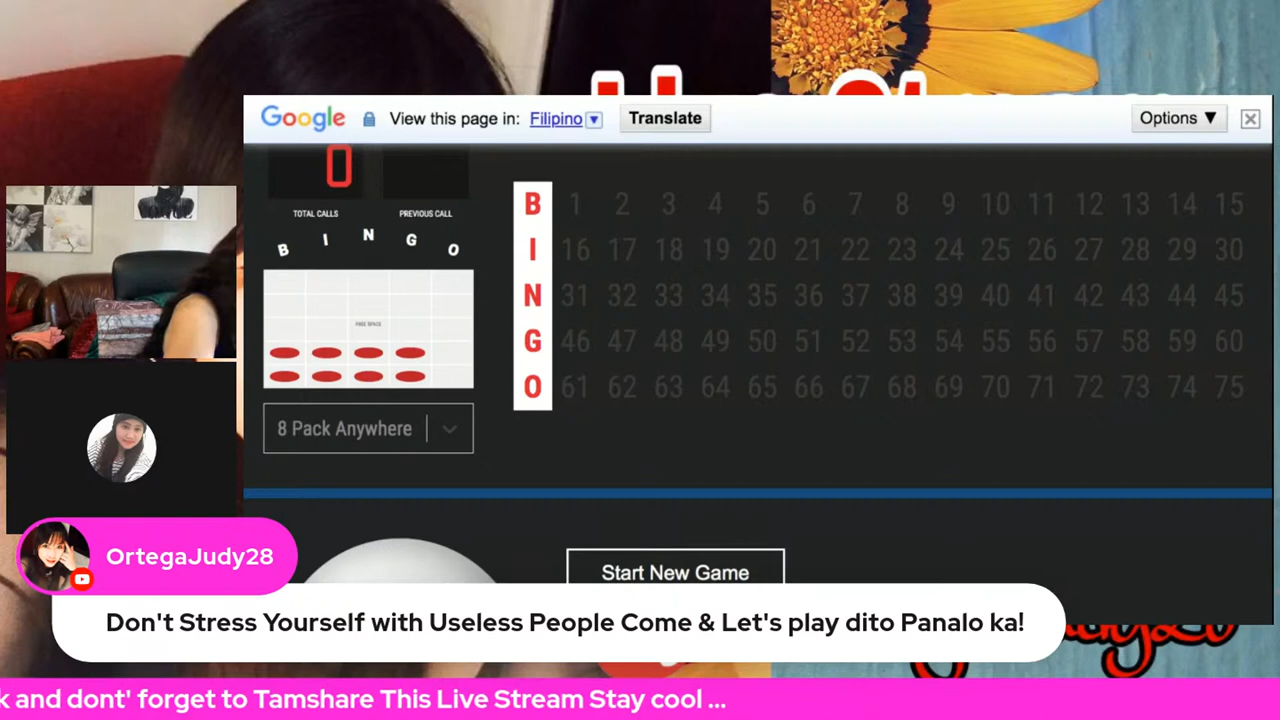 Google View this page in: Filipino Translate Options ▼
0
TOTAL CALLS PREVIOUS CALL
B I N G O
FREE SPACE
8 Pack Anywhere
B 1 2 3 4 5 6 7 8 9 10 11 12 13 14 15
I 16 17 18 19 20 21 22 23 24 25 26 27 28 29 30
N 31 32 33 34 35 36 37 38 39 40 41 42 43 44 45
G 46 47 48 49 50 51 52 53 54 55 56 57 58 59 60
O 61 62 63 64 65 66 67 68 69 70 71 72 73 74 75
Start New Game
OrtegaJudy28
Don't Stress Yourself with Useless People Come & Let's play dito Panalo ka!
k and dont' forget to Tamshare This Live Stream Stay cool ...